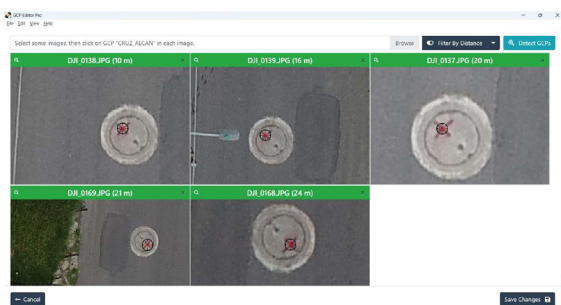 GCP Editor Pro
File Edit View Help
Select some images, then click on GCP "CRUZ_ALCAN" in each image.
Browse
Filter By Distance
Detect GCPs
DJI_0138.JPG (10 m)
DJI_0139.JPG (16 m)
DJI_0137.JPG (20 m)
DJI_0169.JPG (21 m)
DJI_0168.JPG (24 m)
← Cancel
Save Changes